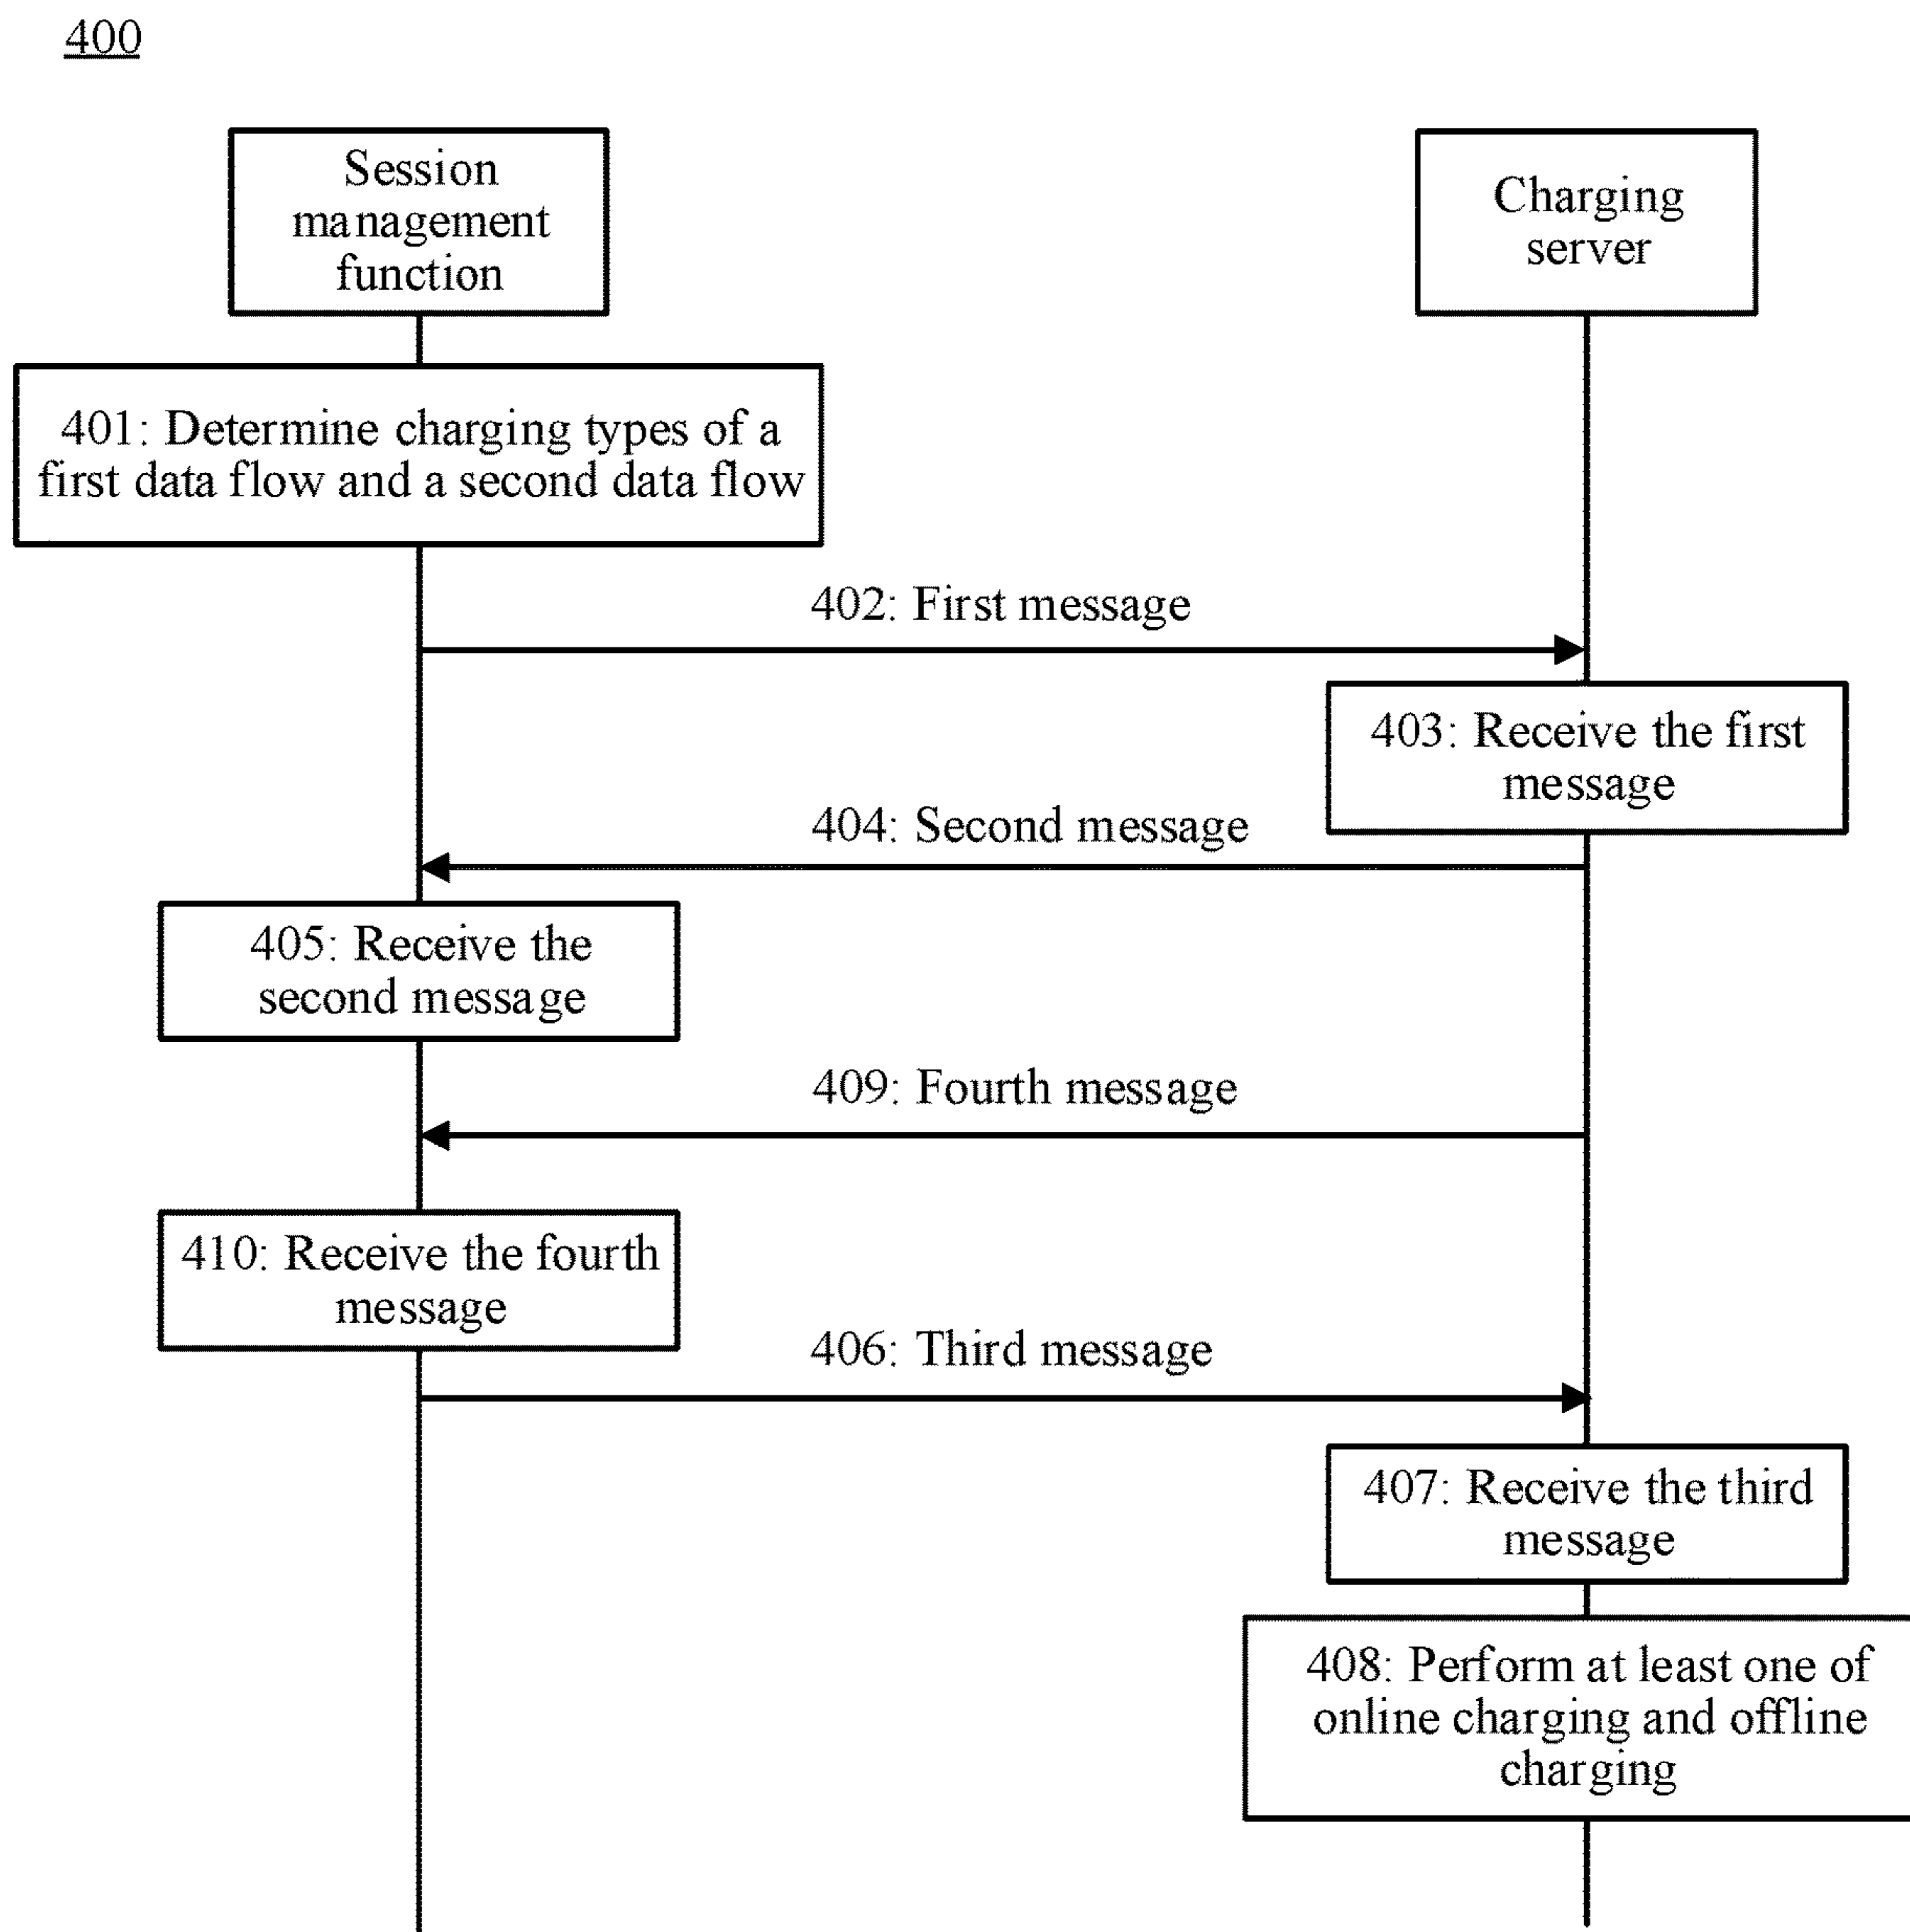 400
Session
management
function
Charging
server
401: Determine charging types of a
first data flow and a second data flow
402: First message
403: Receive the first
message
404: Second message
405: Receive the
second message
409: Fourth message
410: Receive the fourth
message
406: Third message
407: Receive the third
message
408: Perform at least one of
online charging and offline
charging